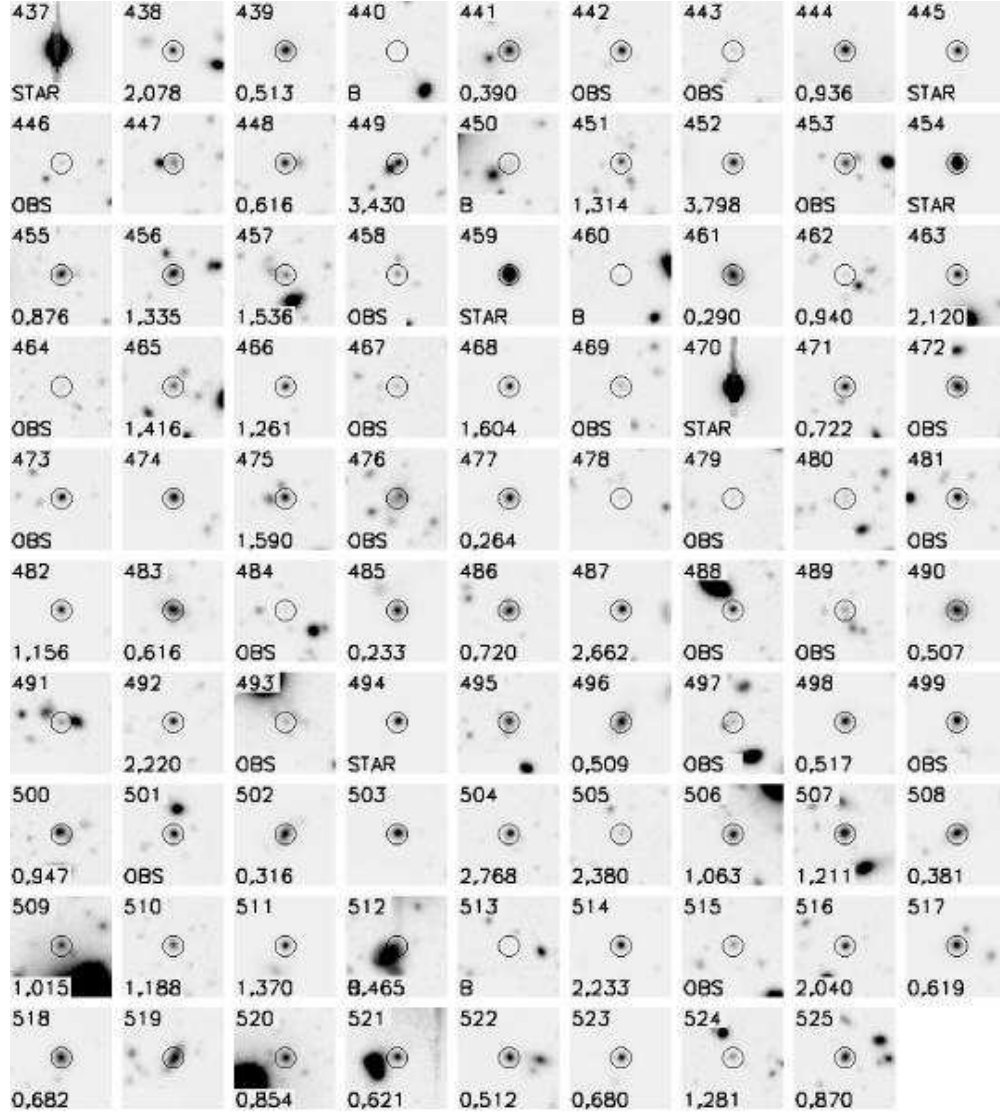 437 438 439 440 441 442 443 444 445
STAR 2,078 0,513 B 0,390 OBS OBS 0,936 STAR
446 447 448 449 450 451 452 453 454
OBS 0,616 3,430 B 1,314 3,798 OBS STAR
455 456 457 458 459 460 461 462 463
0,876 1,335 1,536 OBS STAR B 0,290 0,940 2,120
464 465 466 467 468 469 470 471 472
OBS 1,416 1,261 OBS 1,604 OBS STAR 0,722 OBS
473 474 475 476 477 478 479 480 481
OBS 1,590 OBS 0,264 OBS OBS
482 483 484 485 486 487 488 489 490
1,156 0,616 OBS 0,233 0,720 2,662 OBS OBS 0,507
491 492 493 494 495 496 497 498 499
2,220 OBS STAR 0,509 OBS 0,517 OBS
500 501 502 503 504 505 506 507 508
0,947 OBS 0,316 2,768 2,380 1,063 1,211 0,381
509 510 511 512 513 514 515 516 517
1,015 1,188 1,370 B 2,233 OBS 2,040 0,619
518 519 520 521 522 523 524 525
0,682 0,854 0,621 0,512 0,680 1,281 0,870